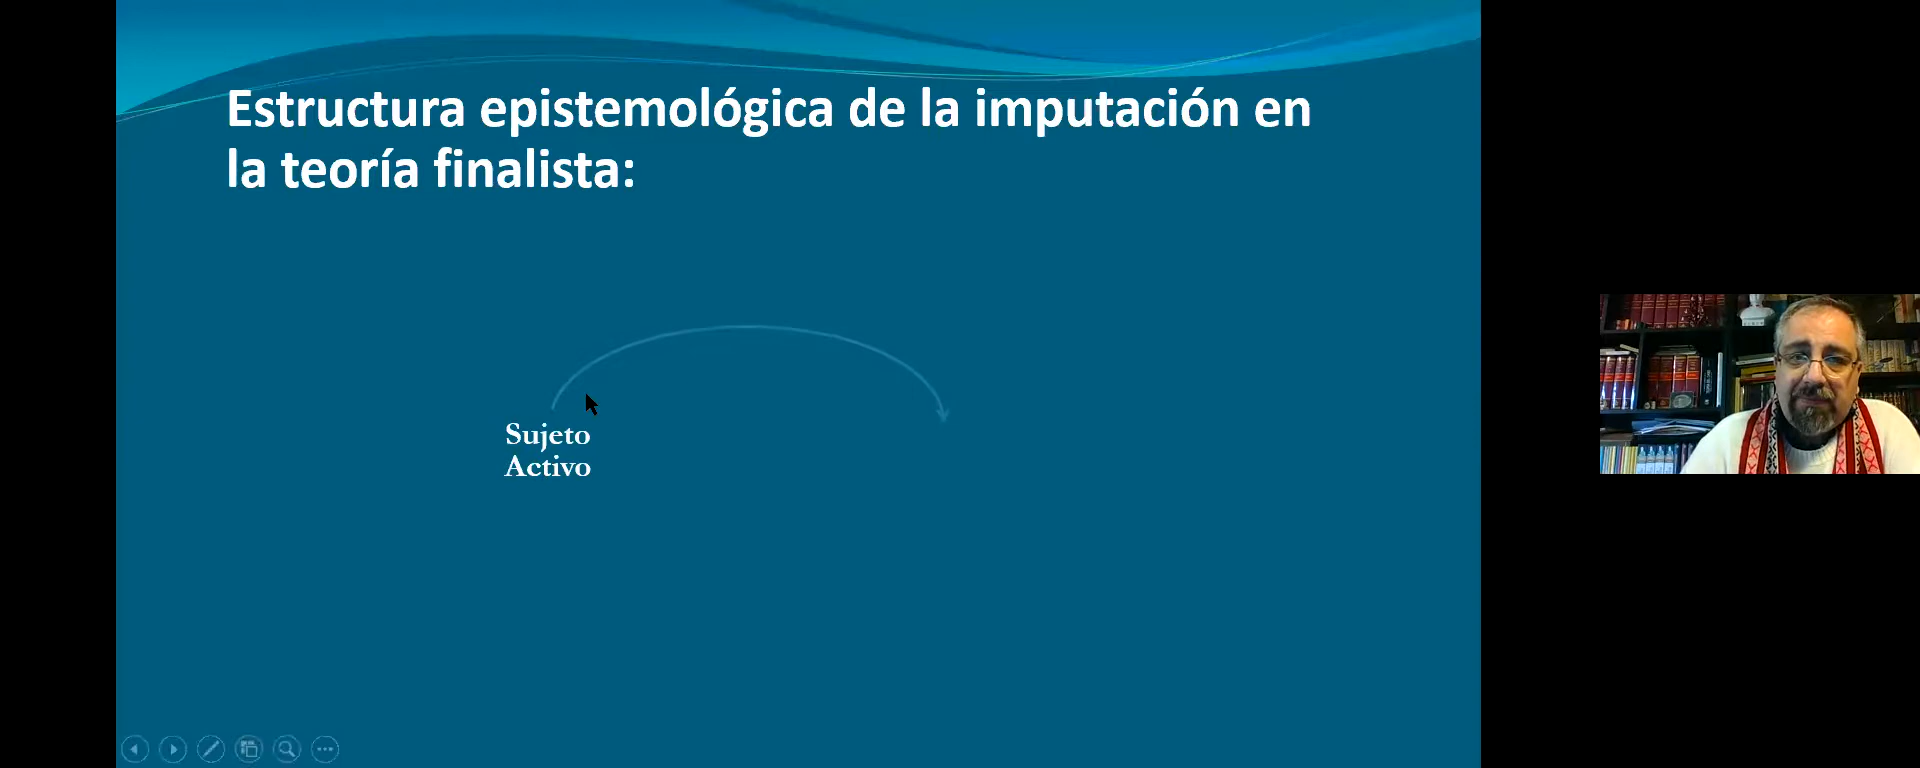 Estructura epistemológica de la imputación en
la teoría finalista:
Sujeto
Activo